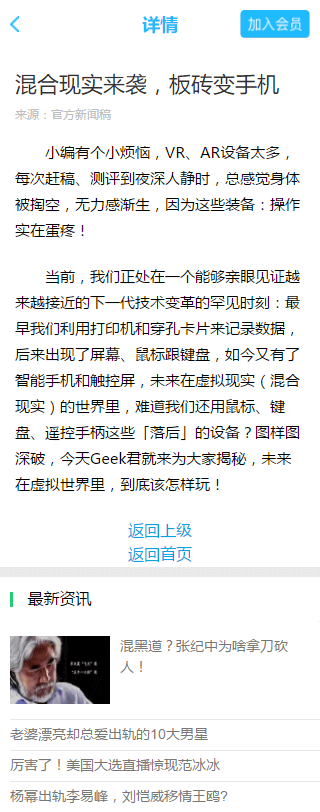 详情
加入会员
混合现实来袭，板砖变手机
来源：官方新闻稿
小编有个小烦恼，VR、AR设备太多，
每次赶稿、测评到夜深人静时，总感觉身体
被掏空，无力感渐生，因为这些装备：操作
实在蛋疼！
当前，我们正处在一个能够亲眼见证越
来越接近的下一代技术变革的罕见时刻：最
早我们利用打印机和穿孔卡片来记录数据，
后来出现了屏幕、鼠标跟键盘，如今又有了
智能手机和触控屏，未来在虚拟现实（混合
现实）的世界里，难道我们还用鼠标、键
盘、遥控手柄这些「落后」的设备？图样图
深破，今天Geek君就来为大家揭秘，未来
在虚拟世界里，到底该怎样玩！
返回上级
返回首页
最新资讯
混黑道？张纪中为啥拿刀砍
人！
老婆漂亮却总爱出轨的10大男星
厉害了！美国大选直播惊现范冰冰
杨幂出轨李易峰，刘恺威移情王鸥?